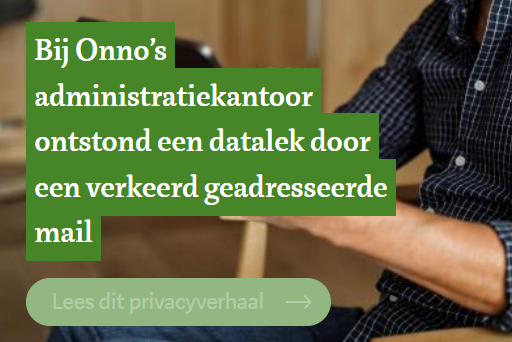 Bij Onno’s
administratiekantoor
ontstond een datalek door
een verkeerd geadresseerde
mail
Lees dit privacyverhaal →